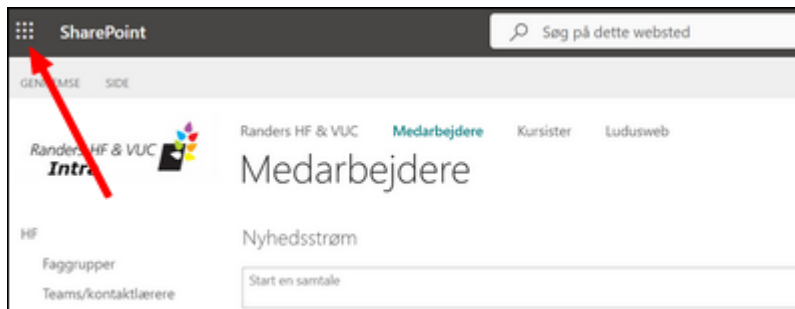 SharePoint
Søg på dette websted
GENNEMSE SIDE
Randers HF & VUC
Intra
Randers HF & VUC Medarbejdere Kursister Ludusweb
Medarbejdere
HF
Faggrupper
Teams/kontaktlærere
Nyhedsstrøm
Start en samtale